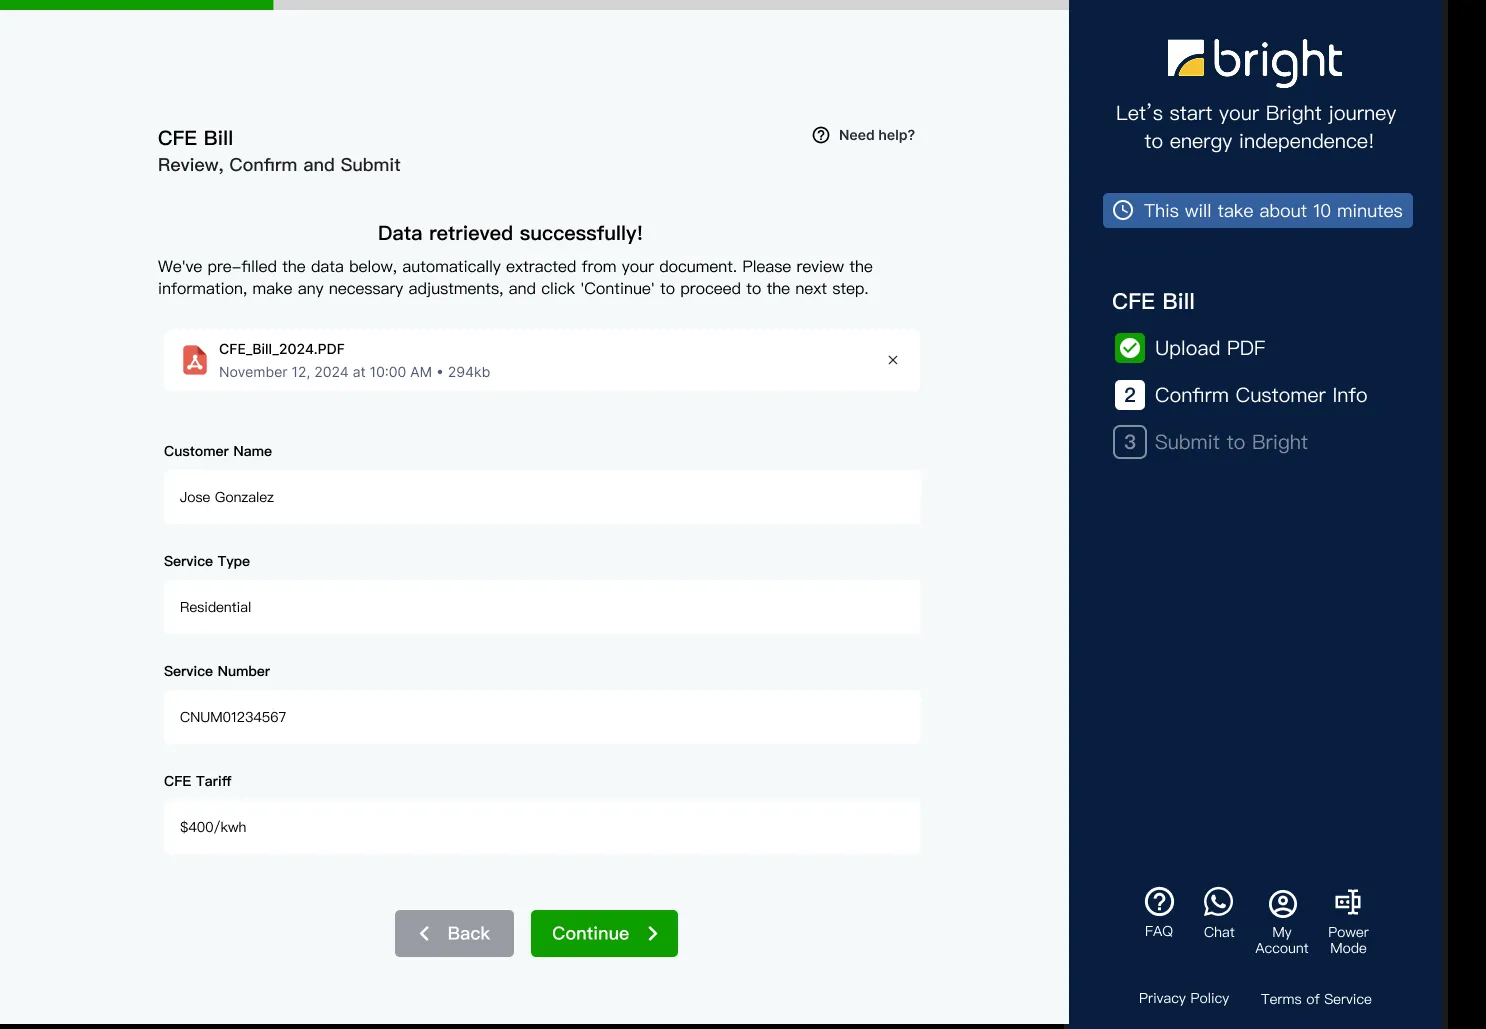 CFE Bill
Review, Confirm and Submit
Need help?
Data retrieved successfully!
We've pre-filled the data below, automatically extracted from your document. Please review the
information, make any necessary adjustments, and click 'Continue' to proceed to the next step.
CFE_Bill_2024.PDF
November 12, 2024 at 10:00 AM • 294kb
Customer Name
Jose Gonzalez
Service Type
Residential
Service Number
CNUM01234567
CFE Tariff
$400/kwh
Back
Continue
bright
Let's start your Bright journey
to energy independence!
This will take about 10 minutes
CFE Bill
Upload PDF
2 Confirm Customer Info
3 Submit to Bright
FAQ
Chat
My
Account
Power
Mode
Privacy Policy
Terms of Service